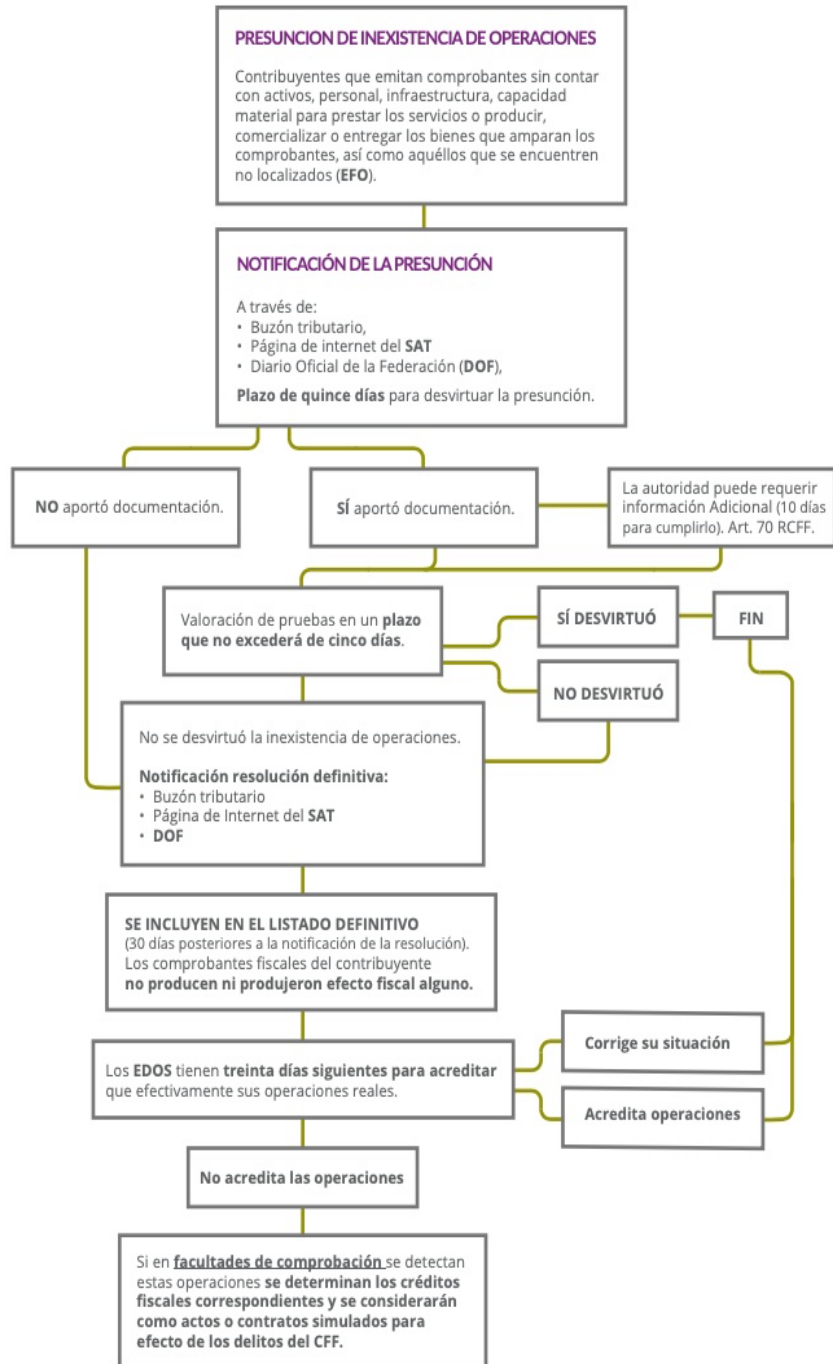 PRESUNCION DE INEXISTENCIA DE OPERACIONES
Contribuyentes que emitan comprobantes sin contar
con activos, personal, infraestructura, capacidad
material para prestar los servicios o producir,
comercializar o entregar los bienes que amparan los
comprobantes, así como aquéllos que se encuentren
no localizados (EFO).
NOTIFICACIÓN DE LA PRESUNCIÓN
A través de:
• Buzón tributario,
• Página de internet del SAT
• Diario Oficial de la Federación (DOF),
Plazo de quince días para desvirtuar la presunción.
NO aportó documentación.
SÍ aportó documentación.
La autoridad puede requerir
información Adicional (10 días
para cumplirlo). Art. 70 RCFF.
Valoración de pruebas en un plazo
que no excederá de cinco días.
SÍ DESVIRTUÓ
FIN
NO DESVIRTUÓ
No se desvirtuó la inexistencia de operaciones.
Notificación resolución definitiva:
• Buzón tributario
• Página de Internet del SAT
• DOF
SE INCLUYEN EN EL LISTADO DEFINITIVO
(30 días posteriores a la notificación de la resolución).
Los comprobantes fiscales del contribuyente
no producen ni produjeron efecto fiscal alguno.
Los EDOS tienen treinta días siguientes para acreditar
que efectivamente sus operaciones reales.
Corrige su situación
Acredita operaciones
No acredita las operaciones
Si en facultades de comprobación se detectan
estas operaciones se determinan los créditos
fiscales correspondientes y se considerarán
como actos o contratos simulados para
efecto de los delitos del CFF.